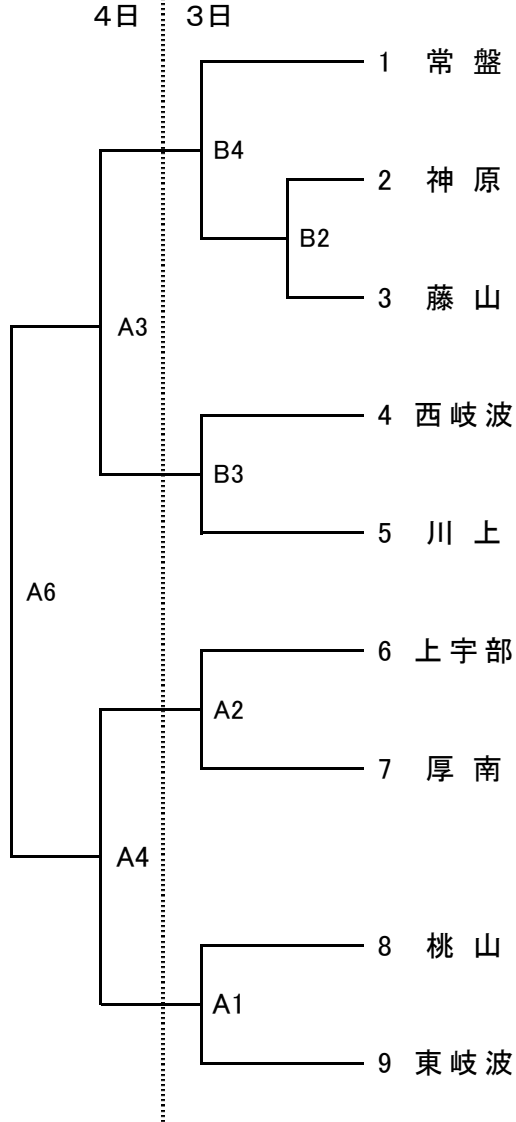 ４日 ３日
1 常 盤
B4
2 神 原
B2
3 藤 山
A3
4 西岐波
B3
5 川 上
A6
6 上宇部
A2
7 厚 南
A4
8 桃 山
A1
9 東岐波